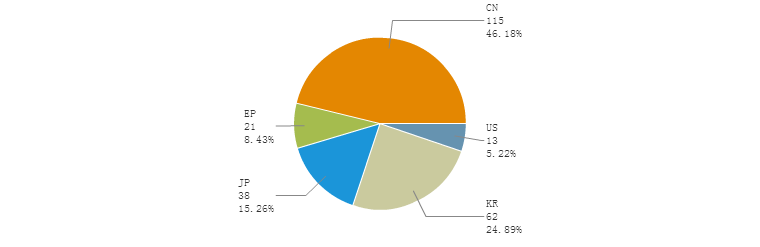 CN
115
46.18%
EP
21
8.43%
US
13
5.22%
JP
38
15.26%
KR
62
24.89%